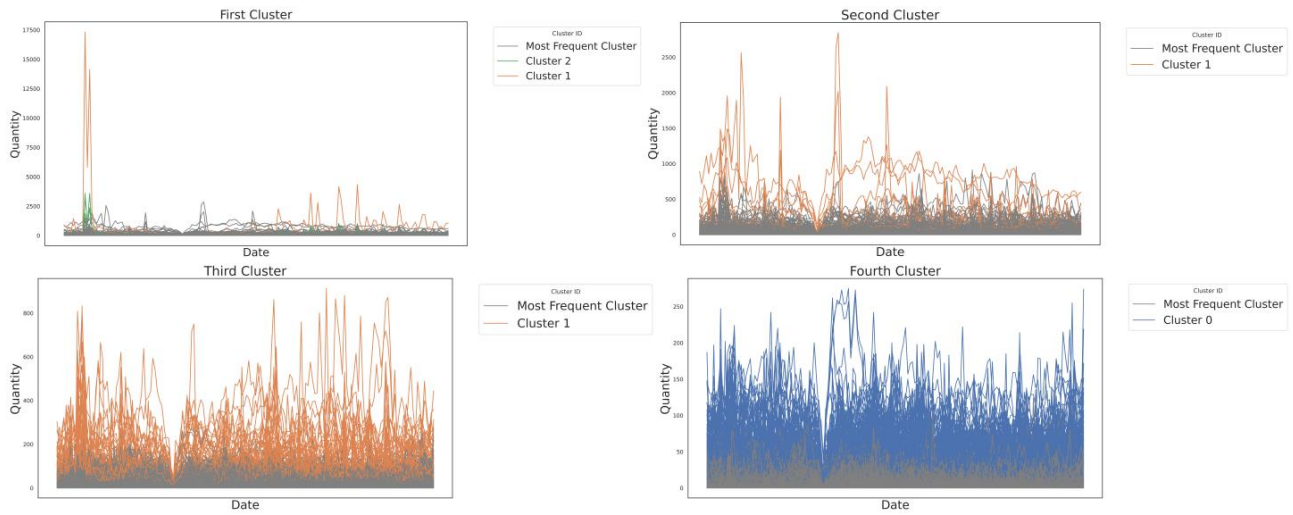 First Cluster
Quantity
17500
15000
12500
10000
7500
5000
2500
0
Date
Cluster ID
Most Frequent Cluster
Cluster 2
Cluster 1
Second Cluster
Quantity
2500
2000
1500
1000
500
0
Date
Cluster ID
Most Frequent Cluster
Cluster 1
Third Cluster
Quantity
800
600
400
200
0
Date
Cluster ID
Most Frequent Cluster
Cluster 1
Fourth Cluster
Quantity
250
200
150
100
50
0
Date
Cluster ID
Most Frequent Cluster
Cluster 0